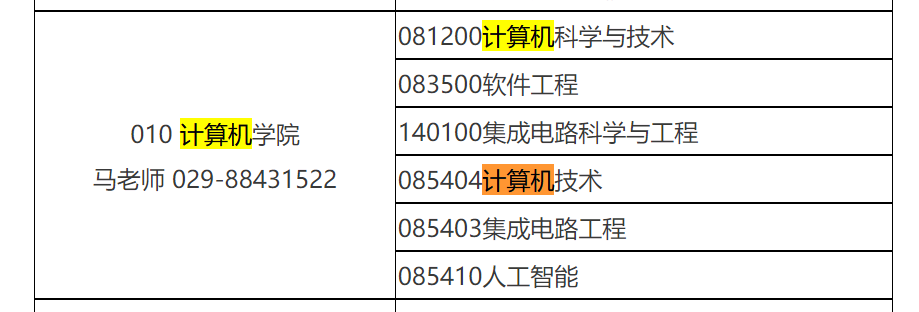 010 计算机学院
马老师 029-88431522
081200计算机科学与技术
083500软件工程
140100集成电路科学与工程
085404计算机技术
085403集成电路工程
085410人工智能